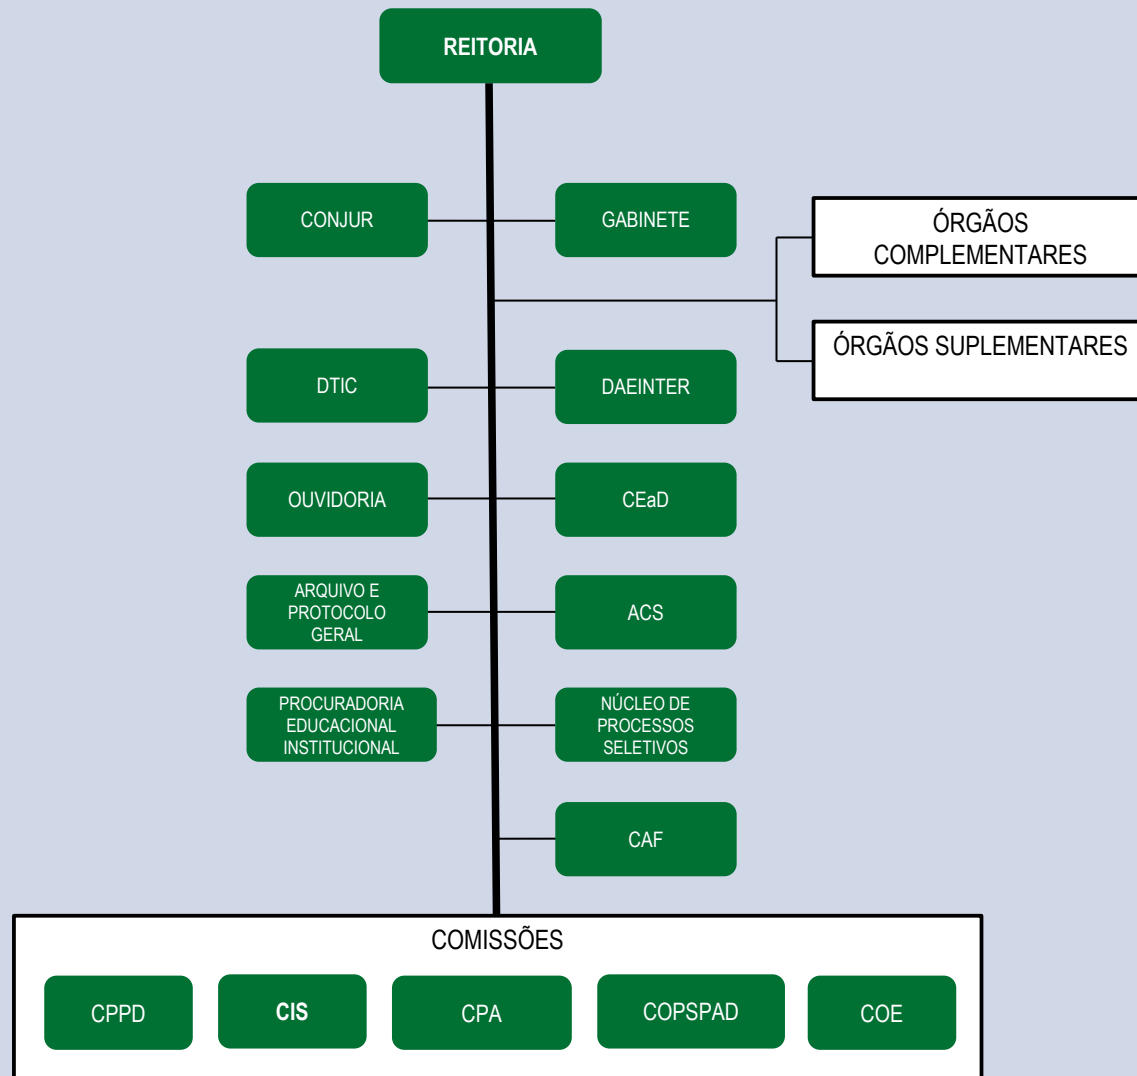 REITORIA
CONJUR
GABINETE
ÓRGÃOS
COMPLEMENTARES
ÓRGÃOS SUPLEMENTARES
DTIC
DAEINTER
OUVIDORIA
CEaD
ARQUIVO E
PROTOCOLO
GERAL
ACS
PROCURADORIA
EDUCACIONAL
INSTITUCIONAL
NÚCLEO DE
PROCESSOS
SELETIVOS
CAF
COMISSÕES
CPPD
CIS
CPA
COPSPAD
COE